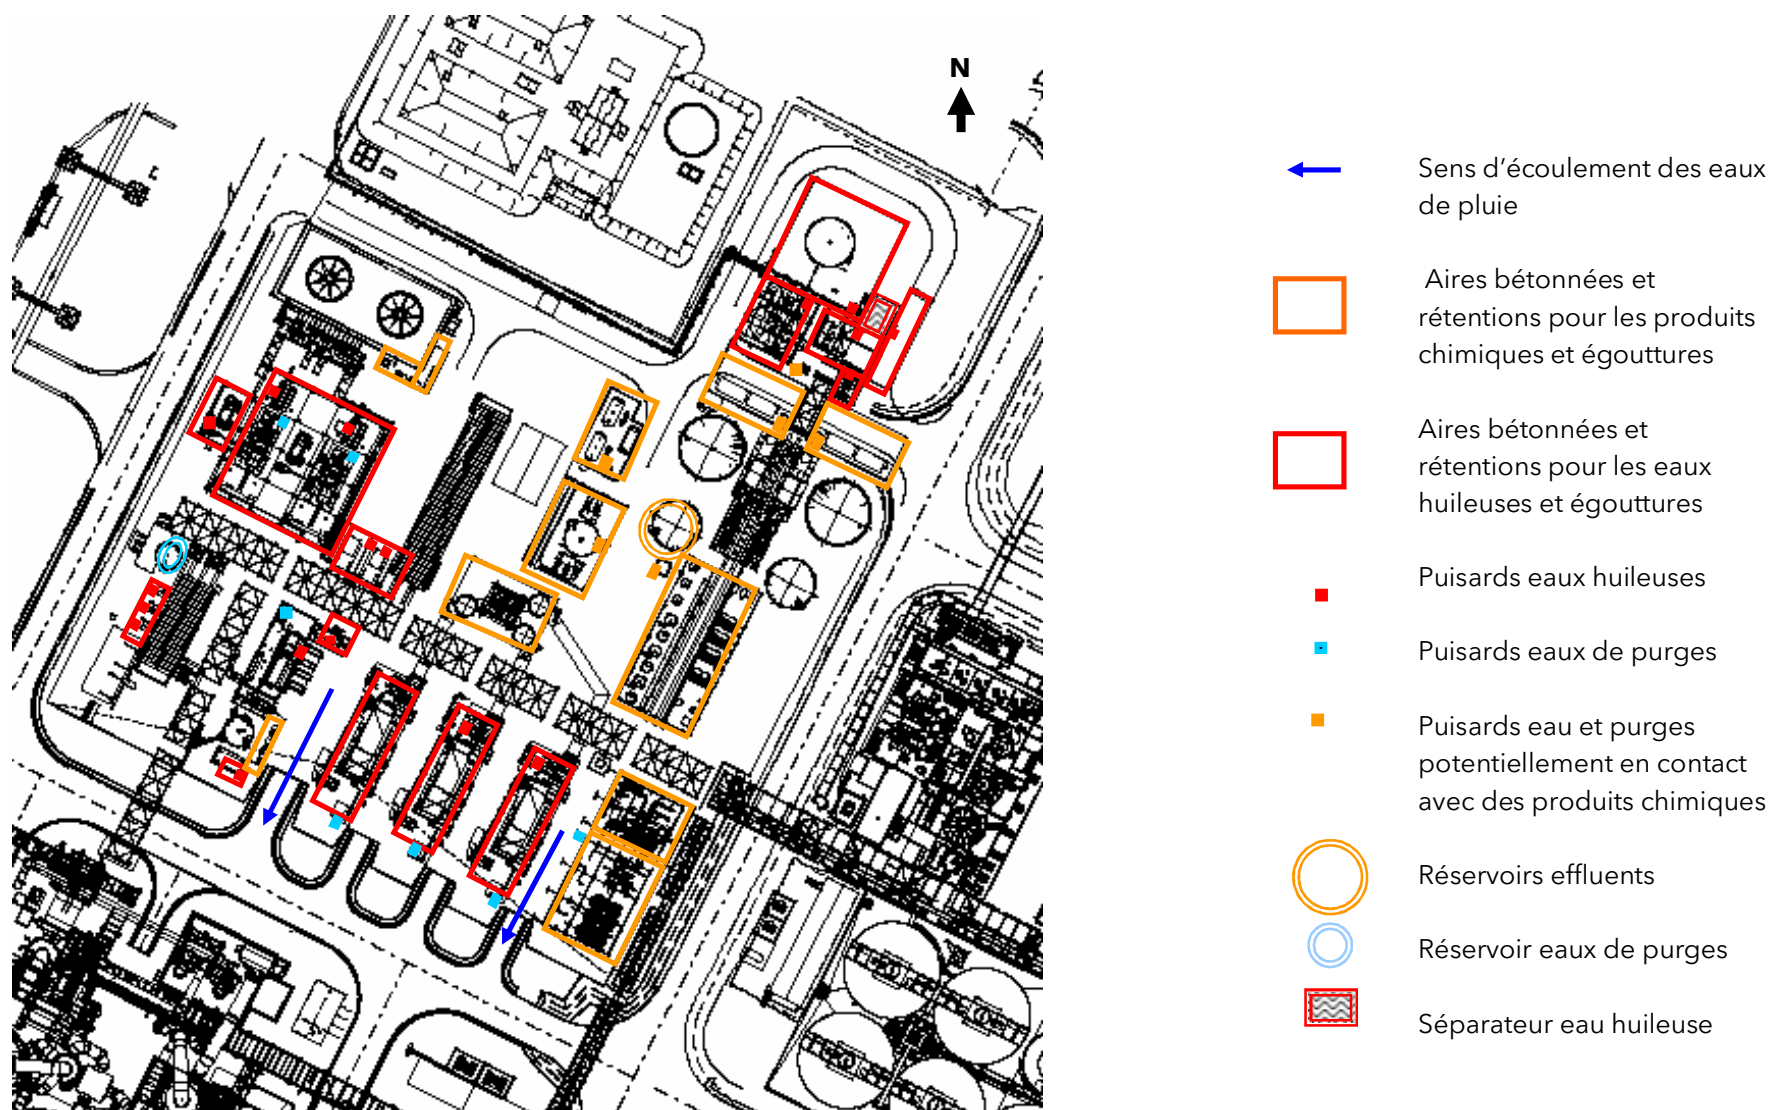 N
Sens d'écoulement des eaux
de pluie
Aires bétonnées et
rétentions pour les produits
chimiques et égouttures
Aires bétonnées et
rétentions pour les eaux
huileuses et égouttures
Puisards eaux huileuses
Puisards eaux de purges
Puisards eau et purges
potentiellement en contact
avec des produits chimiques
Réservoirs effluents
Réservoir eaux de purges
Séparateur eau huileuse